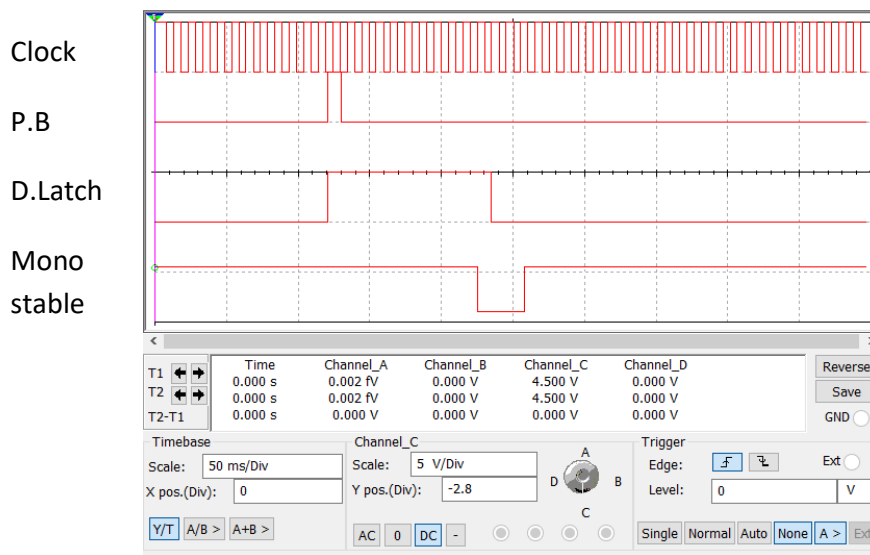 Clock
P.B
D.Latch
Mono
stable
Time Channel_A Channel_B Channel_C Channel_D
T1 0.000 s 0.002 fV 0.000 V 4.500 V 0.000 V
T2 0.000 s 0.002 fV 0.000 V 4.500 V 0.000 V
T2-T1 0.000 s 0.000 V 0.000 V 0.000 V 0.000 V
Reverse
Save
GND
Timebase
Scale: 50 ms/Div
X pos.(Div): 0
Y/T A/B > A+B >
Channel_C
Scale: 5 V/Div
Y pos.(Div): -2.8
AC 0 DC -
A
D B
C
Trigger
Edge: Ext
Level: 0 V
Single Normal Auto None A > Ext